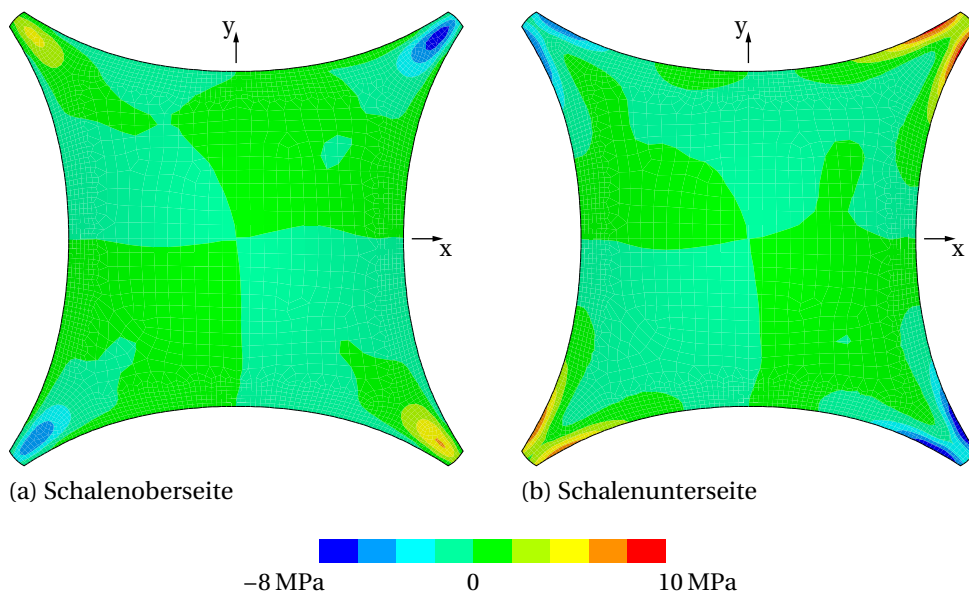 y
x
y
x
(a) Schalenoberseite
(b) Schalenunterseite
−8 MPa
0
10 MPa